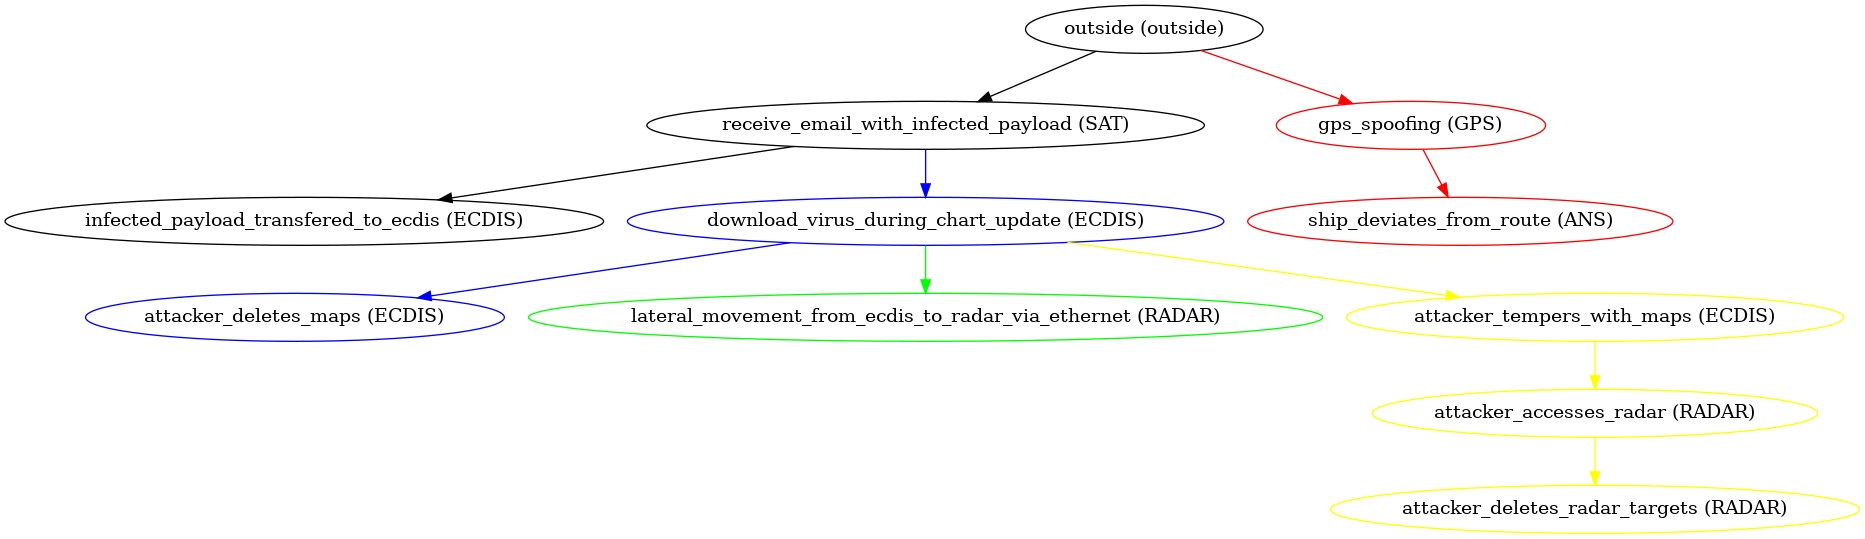 outside (outside)
receive_email_with_infected_payload (SAT)
gps_spoofing (GPS)
infected_payload_transfered_to_ecdis (ECDIS)
download_virus_during_chart_update (ECDIS)
ship_deviates_from_route (ANS)
attacker_deletes_maps (ECDIS)
lateral_movement_from_ecdis_to_radar_via_ethernet (RADAR)
attacker_tempers_with_maps (ECDIS)
attacker_accesses_radar (RADAR)
attacker_deletes_radar_targets (RADAR)